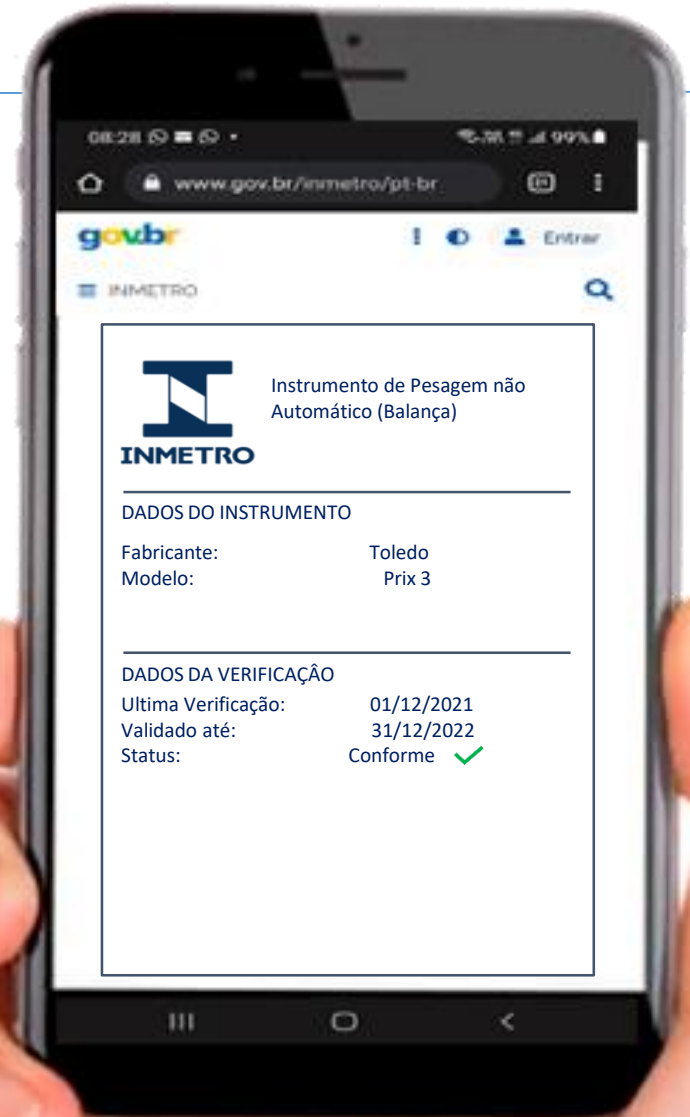 08:28
99%
www.gov.br/inmetro/pt-br
gov.br
Entrar
INMETRO
INMETRO
Instrumento de Pesagem não
Automático (Balança)
DADOS DO INSTRUMENTO
Fabricante: Toledo
Modelo: Prix 3
DADOS DA VERIFICAÇÂO
Ultima Verificação: 01/12/2021
Validado até: 31/12/2022
Status: Conforme